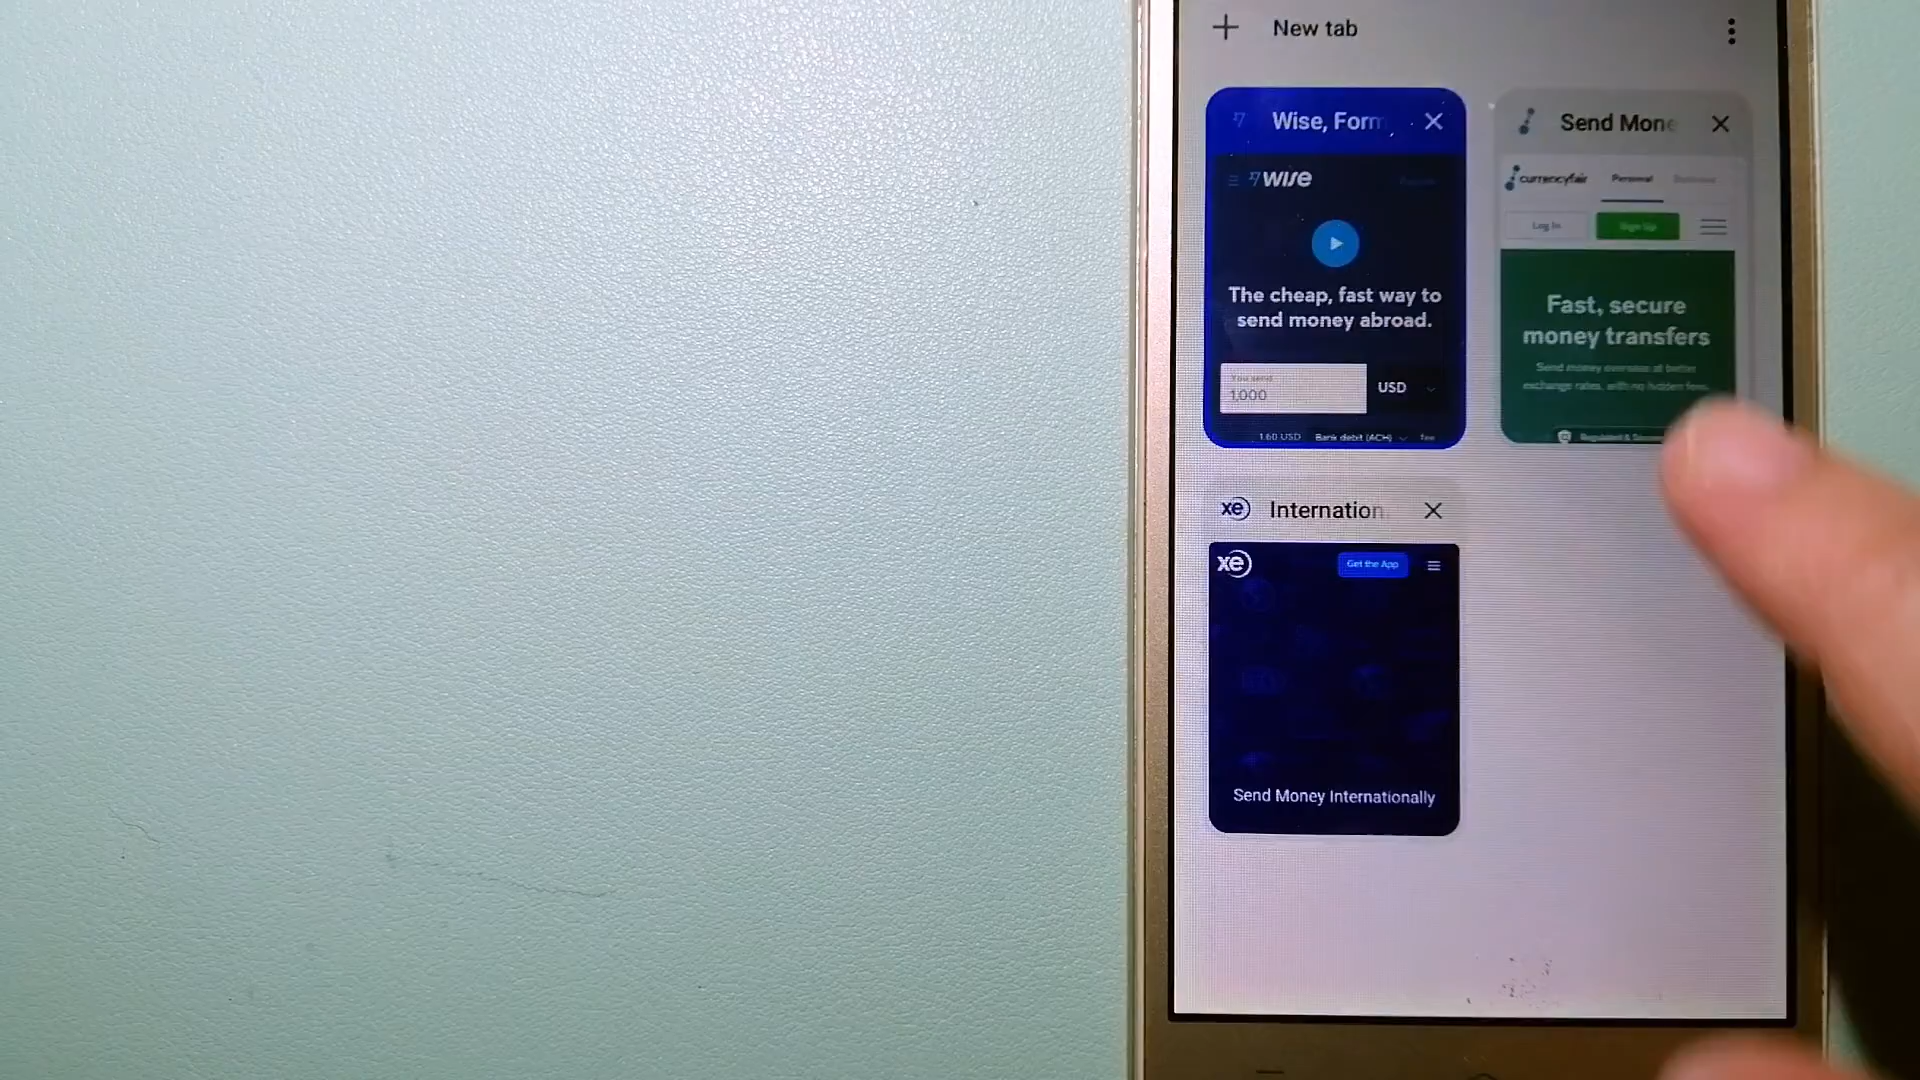 New tab
Wise, Form
WISE
The cheap, fast way to
send money abroad.
You send
1,000
USD
1.60 USD Bank debit (ACH) fee
Send Mone
currencyfair Personal Business
Log In Sign Up
Fast, secure
money transfers
Send money overseas at better
exchange rates, with no hidden fees.
Regulated &
xe Internation
xe Get the App
Send Money Internationally